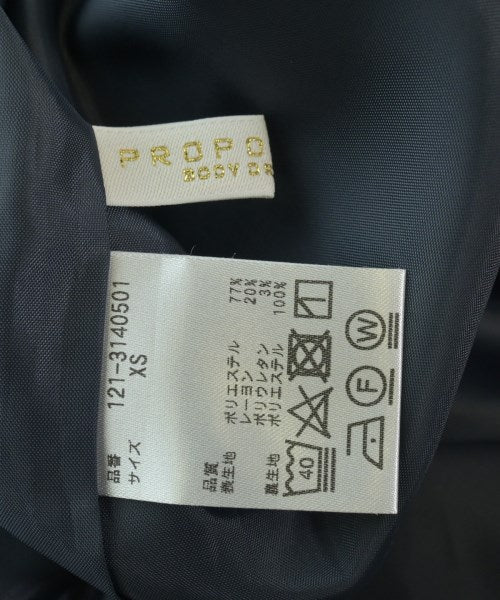 PROPO
BODY DR
品番 121-3140501
サイズ XS
品質
表生地 ポリエステル 77%
レーヨン 20%
ポリウレタン 3%
裏生地 ポリエステル 100%
40
F
W